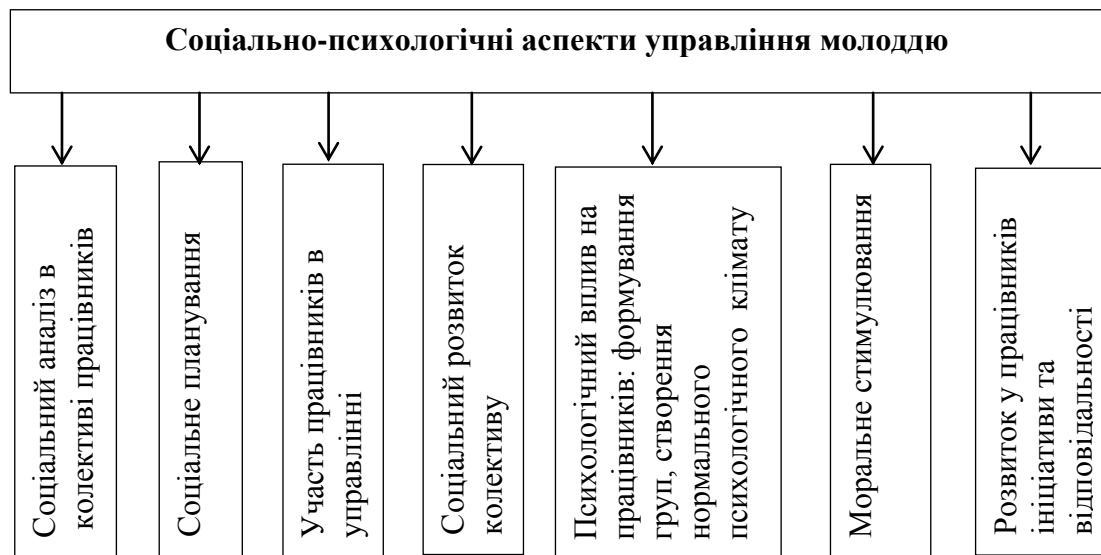 Соціально-психологічні аспекти управління молоддю
Соціальний аналіз в
колективі працівників
Соціальне планування
Участь працівників в
управлінні
Соціальний розвиток
колективу
Психологічний вплив на
працівників: формування
груп, створення
нормального
психологічного клімату
Моральне стимулювання
Розвиток у працівників
ініціативи та
відповідальності